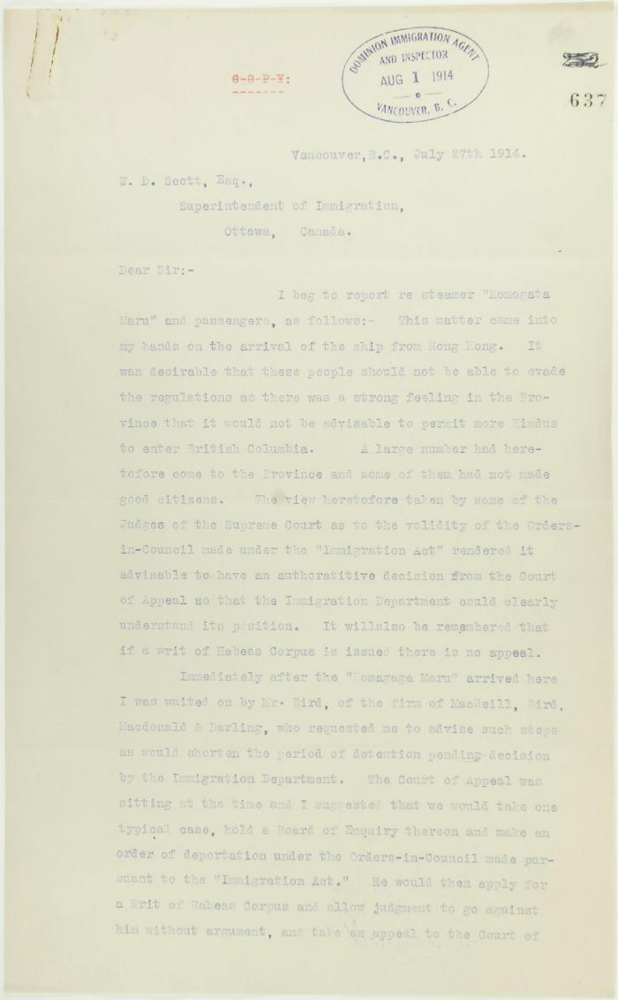 C-O-P-Y:
DOMINION IMMIGRATION AGENT
AND INSPECTOR
AUG 1 1914
VANCOUVER, B. C.
252
637
Vancouver,B.C., July 27th 1914.
W. D. Scott, Esq.,
Superintendent of Immigration,
Ottawa, Canada.
Dear Sir:-
I beg to report re steamer "Komogata
Maru" and passengers, as follows:- This matter came into
my hands on the arrival of the ship from Hong Kong. It
was desirable that these people should not be able to evade
the regulations as there was a strong feeling in the Pro-
vince that it would not be advisable to permit more Hindus
to enter British Columbia. A large number had here-
tofore come to the Province and some of them had not made
good citizens. The view heretofore taken by some of the
Judges of the Supreme Court as to the validity of the Orders-
in-Council made under the "Immigration Act" rendered it
advisable to have an authoratitive decision from the Court
of Appeal so that the Immigration Department could clearly
understand its position. It willalso be remembered that
if a writ of Habeas Corpus is issued there is no appeal.
Immediately after the "Komagaga Maru" arrived here
I was waited on by Mr. Bird, of the firm of MacNeill, Bird,
Macdonald & Darling, who requested me to advise such steps
as would shorten the period of detention pending decision
by the Immigration Department. The Court of Appeal was
sitting at the time and I suggested that we would take one
typical case, hold a Board of Enquiry thereon and make an
order of deportation under the Orders-in-Council made pur-
suant to the "Immigration Act." He would then apply for
a Writ of Habeas Corpus and allow judgment to go against
him without argument, and take an appeal to the Court of